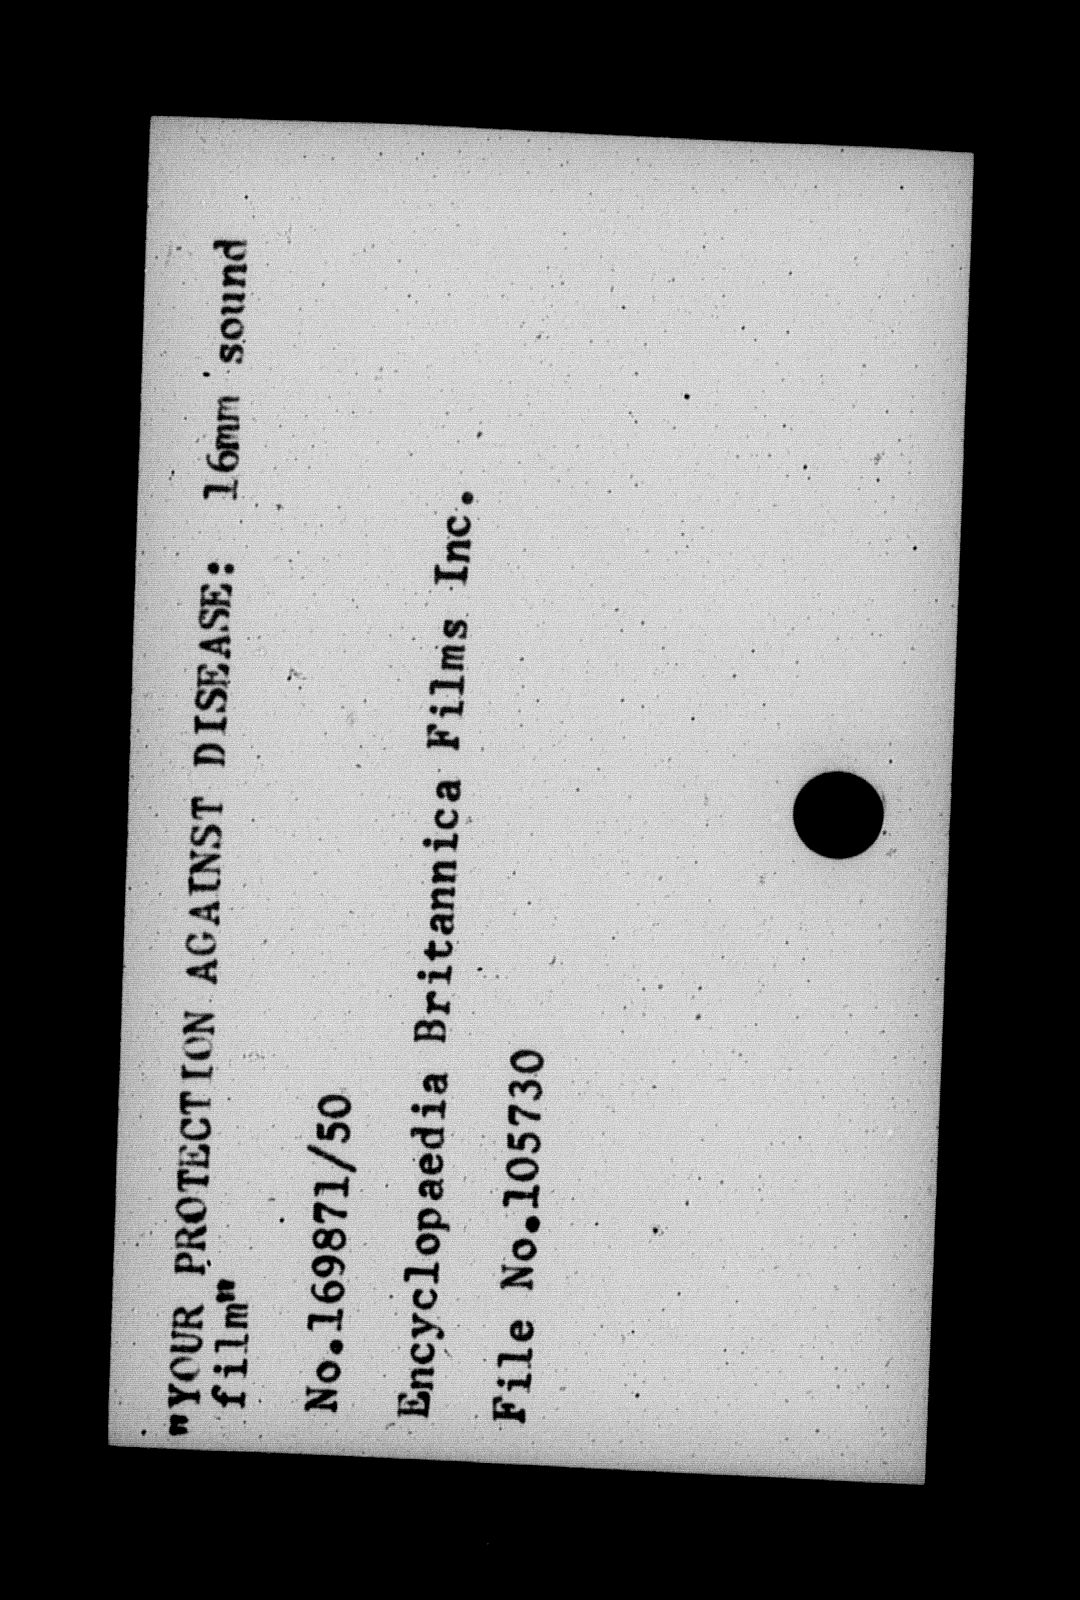 "YOUR PROTECTION AGAINST DISEASE: 16mm sound
film"
No.169871/50
Encyclopaedia Britannica Films Inc.
File No.105730